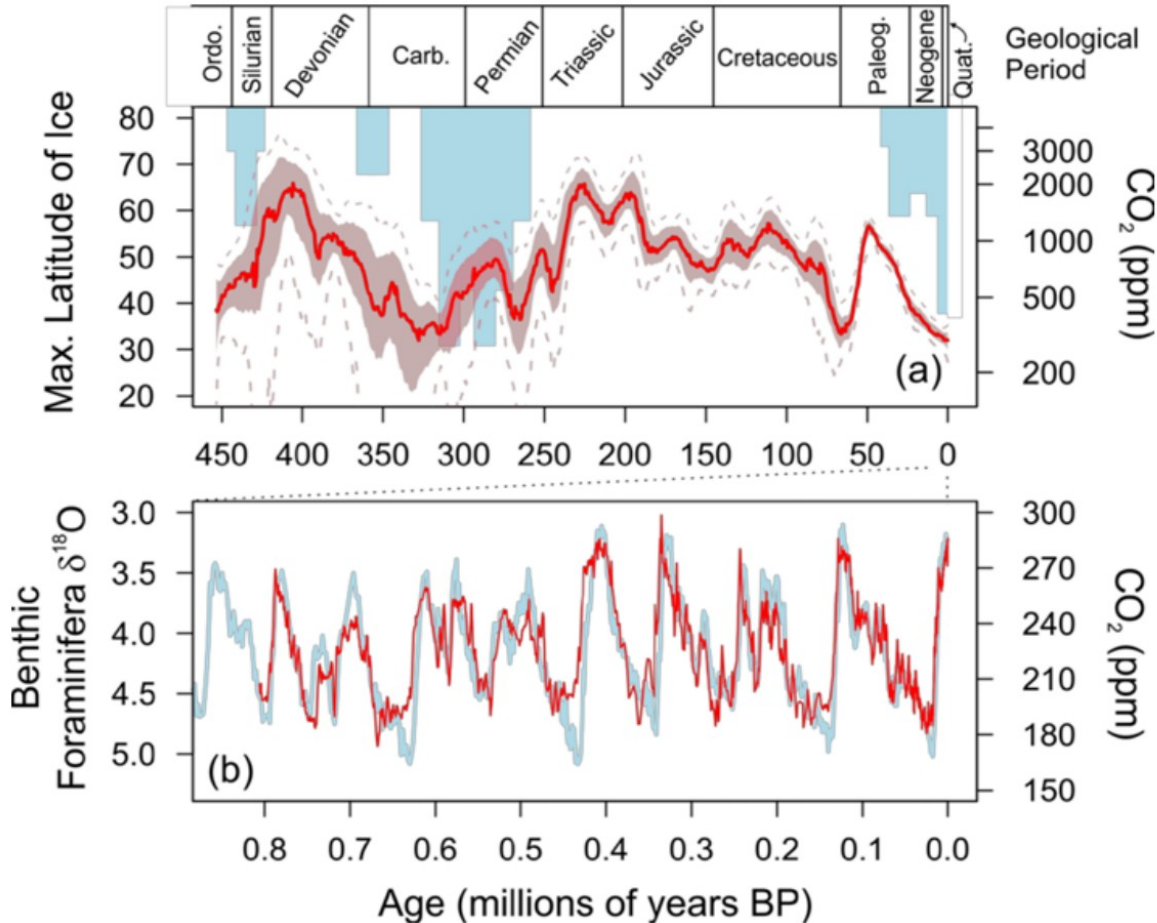 Ordo.
Silurian
Devonian
Carb.
Permian
Triassic
Jurassic
Cretaceous
Paleog.
Neogene
Quat.
Geological
Period
Max. Latitude of Ice
80
70
60
50
40
30
20
3000
2000
1000
500
200
CO₂ (ppm)
(a)
450 400 350 300 250 200 150 100 50 0
Benthic
Foraminifera δ¹⁸O
3.0
3.5
4.0
4.5
5.0
300
270
240
210
180
150
CO₂ (ppm)
(b)
0.8 0.7 0.6 0.5 0.4 0.3 0.2 0.1 0.0
Age (millions of years BP)